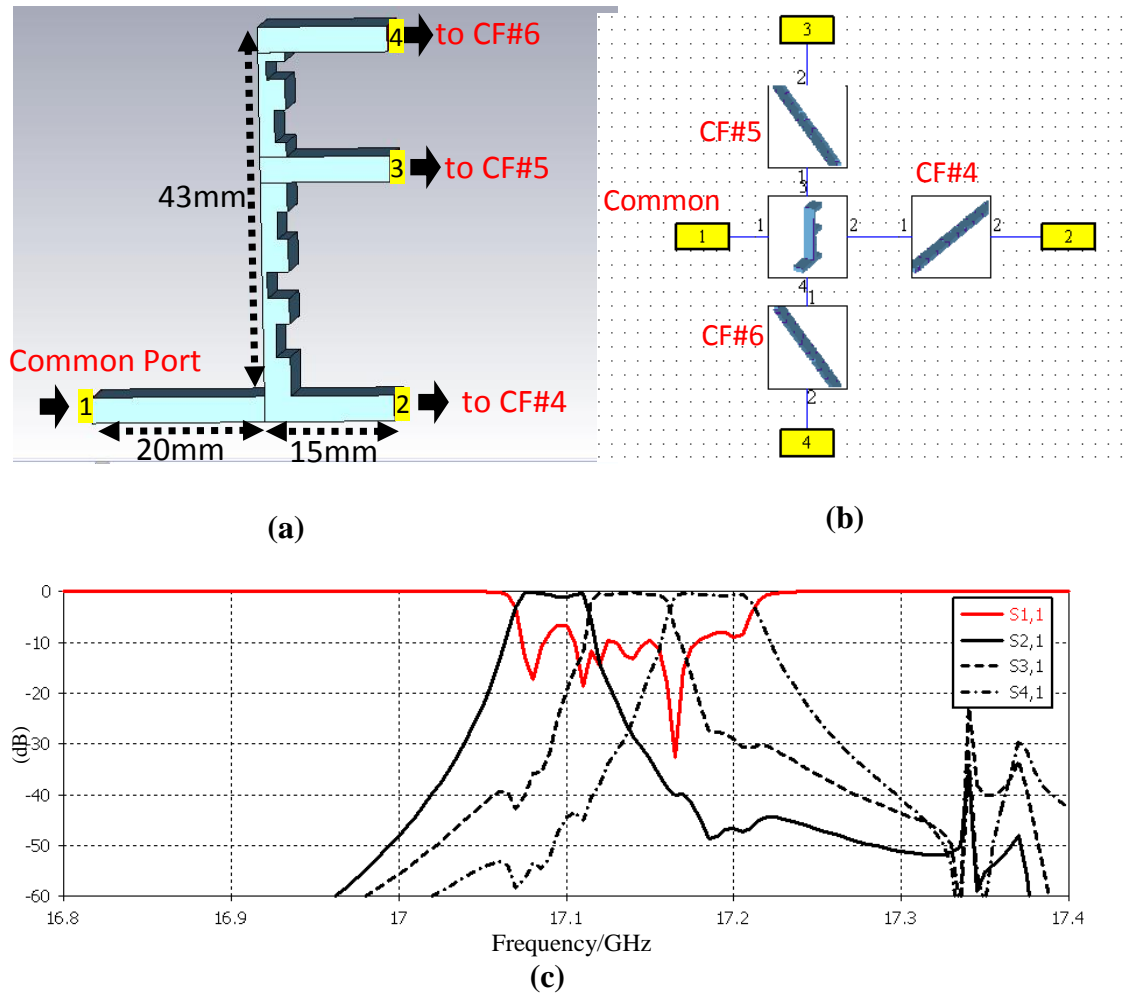 4
to CF#6
3
to CF#5
43mm
Common Port
1
2
to CF#4
20mm
15mm
(a)
3
2
CF#5
1
CF#4
Common
3
1
1
2
1
2
2
4
1
CF#6
2
4
(b)
0
-10
-20
-30
-40
-50
-60
(dB)
S1,1
S2,1
S3,1
S4,1
16.8
16.9
17
17.1
17.2
17.3
17.4
Frequency/GHz
(c)